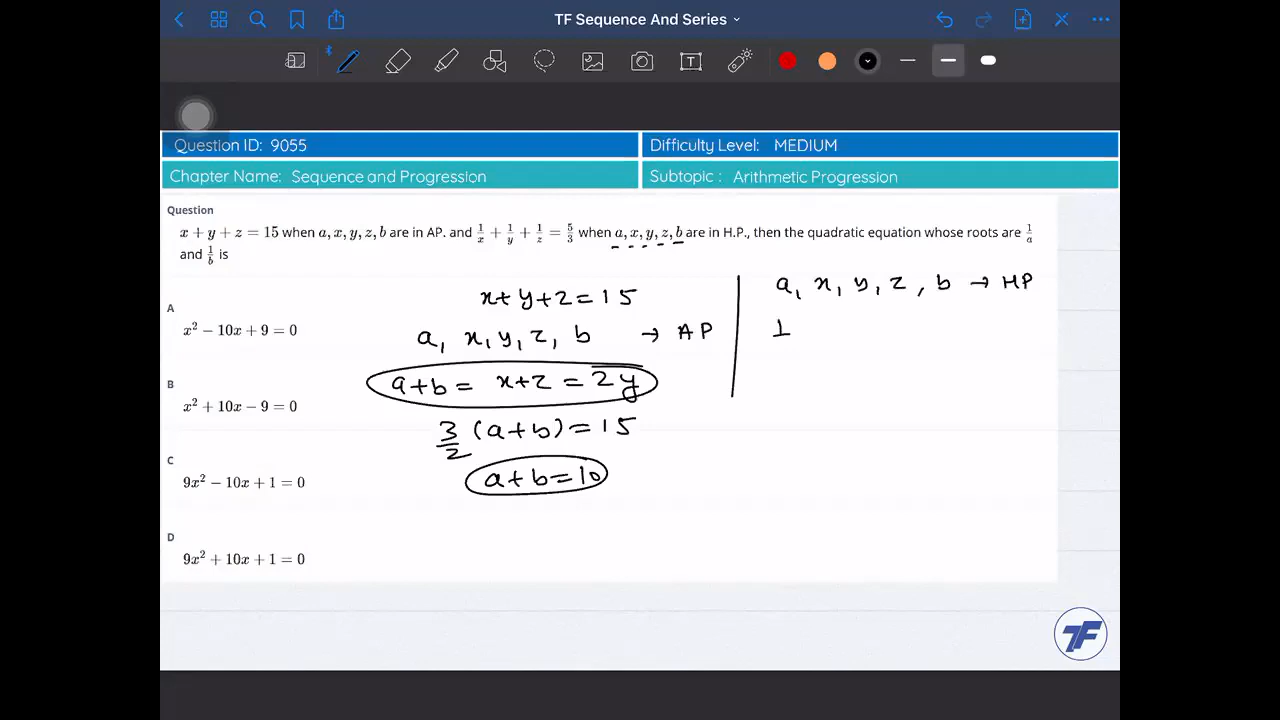 TF Sequence And Series
Question ID: 9055
Difficulty Level: MEDIUM
Chapter Name: Sequence and Progression
Subtopic : Arithmetic Progression
Question
x + y + z = 15 when a, x, y, z, b are in AP. and 1/x + 1/y + 1/z = 5/3 when a, x, y, z, b are in H.P., then the quadratic equation whose roots are 1/a
and 1/b is
A
x² − 10x + 9 = 0
B
x² + 10x − 9 = 0
C
9x² − 10x + 1 = 0
D
9x² + 10x + 1 = 0
x+y+z=15
a, x, y, z, b → AP
a+b = x+z = 2y
3/2 (a+b)=15
a+b=10
a, x, y, z, b → HP
1
TF